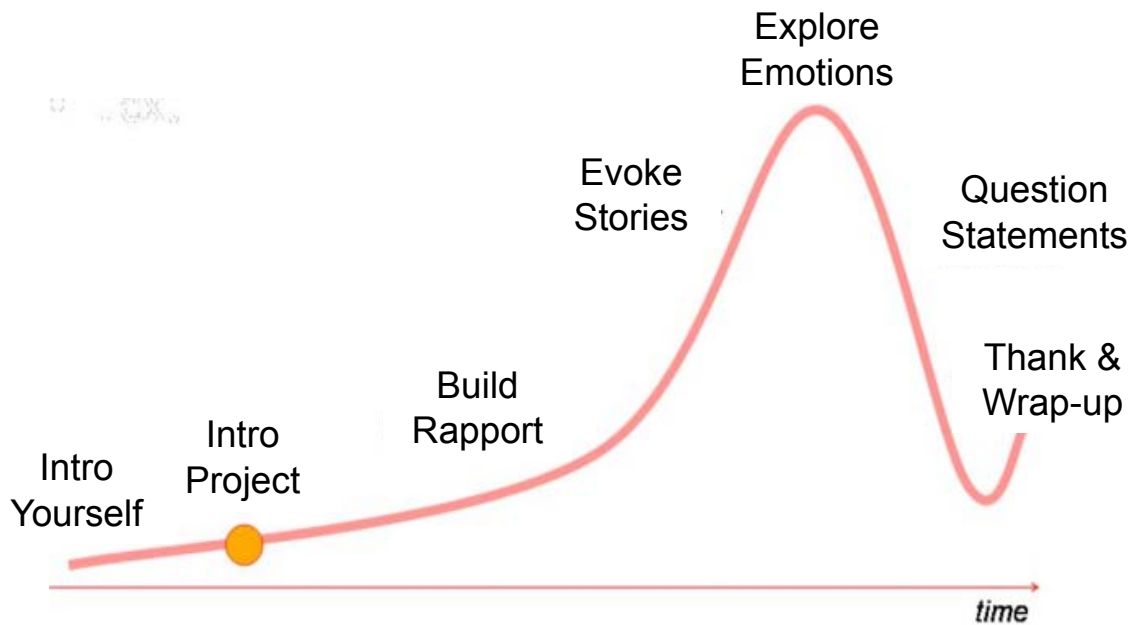 Explore
Emotions
Evoke
Stories
Question
Statements
Thank &
Wrap-up
Build
Rapport
Intro
Project
Intro
Yourself
time